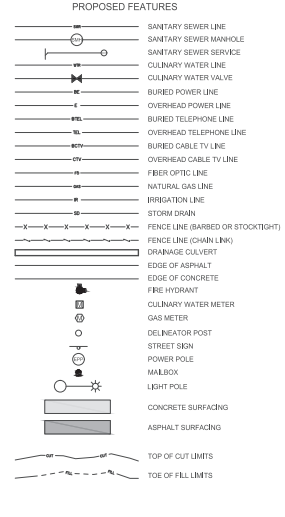 PROPOSED FEATURES
SWR SANITARY SEWER LINE
SMH SANITARY SEWER MANHOLE
SANITARY SEWER SERVICE
WTR CULINARY WATER LINE
CULINARY WATER VALVE
BE BURIED POWER LINE
E OVERHEAD POWER LINE
BTEL BURIED TELEPHONE LINE
TEL OVERHEAD TELEPHONE LINE
BCTV BURIED CABLE TV LINE
CTV OVERHEAD CABLE TV LINE
FO FIBER OPTIC LINE
GAS NATURAL GAS LINE
IR IRRIGATION LINE
SD STORM DRAIN
X X X X X X FENCE LINE (BARBED OR STOCKTIGHT)
FENCE LINE (CHAIN LINK)
DRAINAGE CULVERT
EDGE OF ASPHALT
EDGE OF CONCRETE
FIRE HYDRANT
M CULINARY WATER METER
M GAS METER
DELINEATOR POST
STREET SIGN
EPP POWER POLE
MAILBOX
LIGHT POLE
CONCRETE SURFACING
ASPHALT SURFACING
CUT CUT TOP OF CUT LIMITS
FILL FILL TOE OF FILL LIMITS